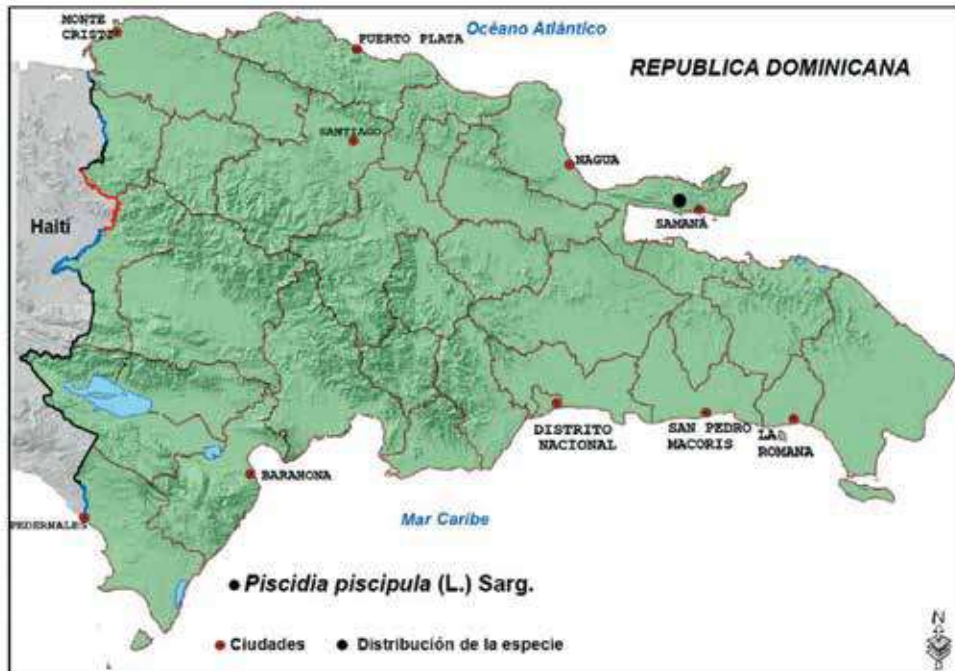 MONTE
CRISTI
PUERTO PLATA
Océano Atlántico
REPUBLICA DOMINICANA
SANTIAGO
NAGUA
SAMANÁ
Haití
DISTRITO
NACIONAL
SAN PEDRO
MACORIS
LA
ROMANA
BARAHONA
PEDERNALES
Mar Caribe
Piscidia piscipula (L.) Sarg.
Ciudades
Distribución de la especie
N